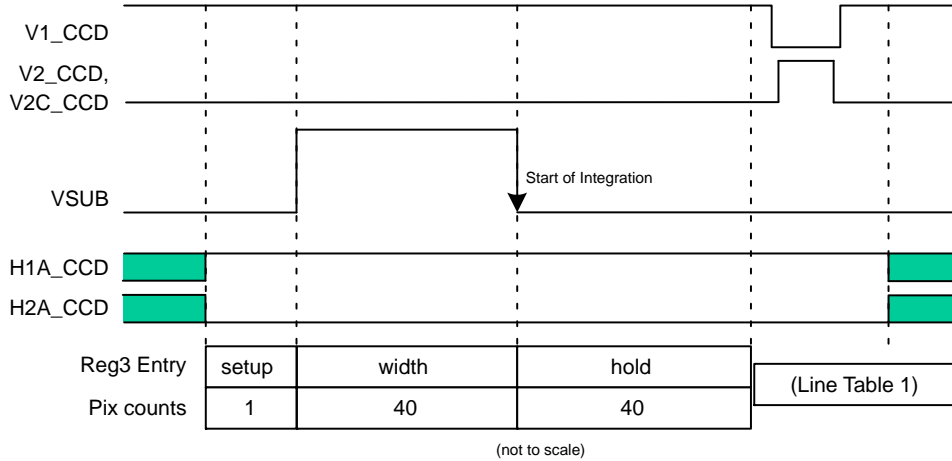 V1_CCD
V2_CCD,
V2C_CCD
Start of Integration
VSUB
H1A_CCD
H2A_CCD
Reg3 Entry setup width hold
(Line Table 1)
Pix counts 1 40 40
(not to scale)